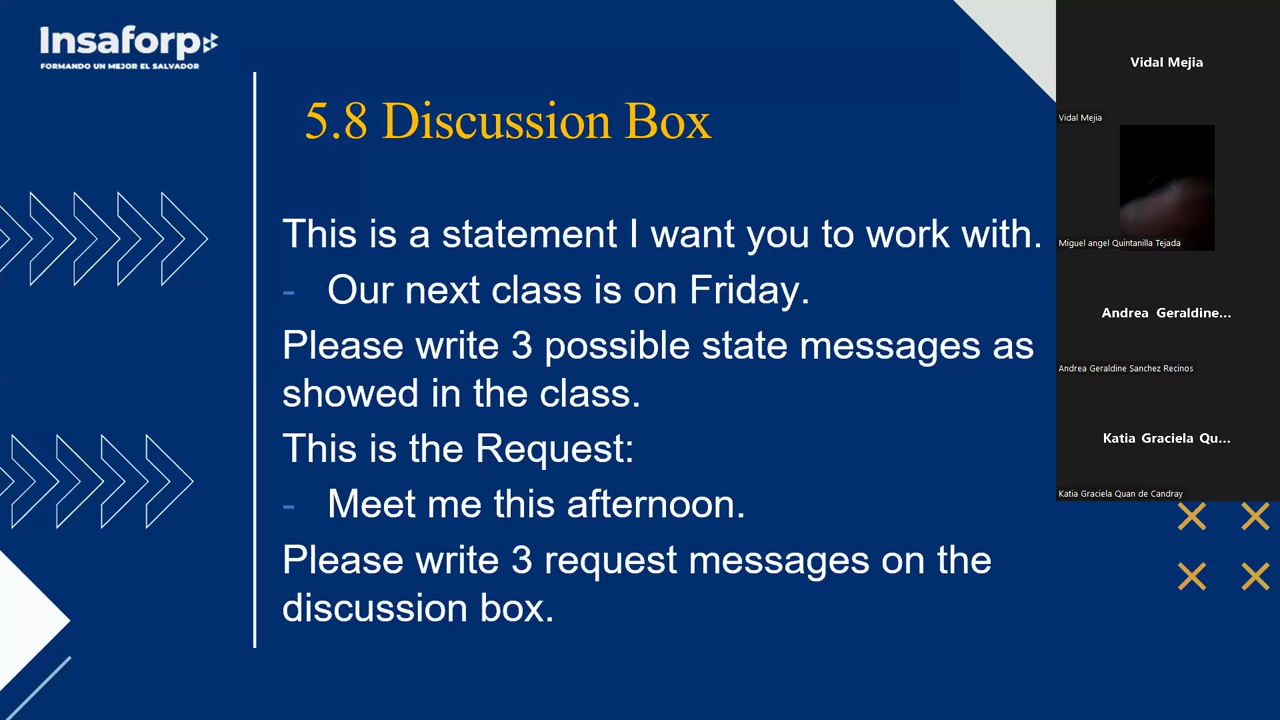 Insaforp
FORMANDO UN MEJOR EL SALVADOR
5.8 Discussion Box
This is a statement I want you to work with.
- Our next class is on Friday.
Please write 3 possible state messages as
showed in the class.
This is the Request:
- Meet me this afternoon.
Please write 3 request messages on the
discussion box.
Vidal Mejia
Vidal Mejia
Miguel angel Quintanilla Tejada
Andrea Geraldine...
Andrea Geraldine Sanchez Recinos
Katia Graciela Qu...
Katia Graciela Quan de Candray